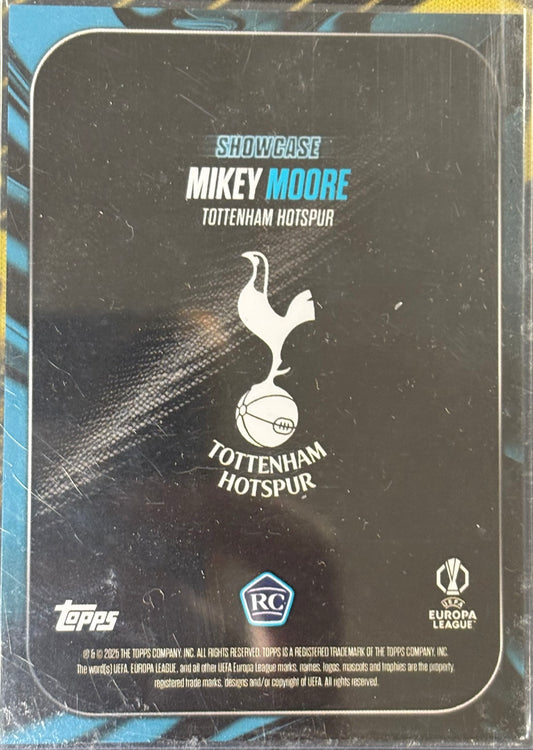 SHOWCASE
MIKEY MOORE
TOTTENHAM HOTSPUR
TOTTENHAM
HOTSPUR
RC
topps
UEFA
EUROPA
LEAGUE
® & © 2025 THE TOPPS COMPANY, INC. ALL RIGHTS RESERVED. TOPPS IS A REGISTERED TRADEMARK OF THE TOPPS COMPANY, INC.
The word(s) UEFA, EUROPA LEAGUE, and all other UEFA Europa League marks, names, logos, mascots and trophies are the property,
registered trade marks, designs and/or copyright of UEFA. All rights reserved.